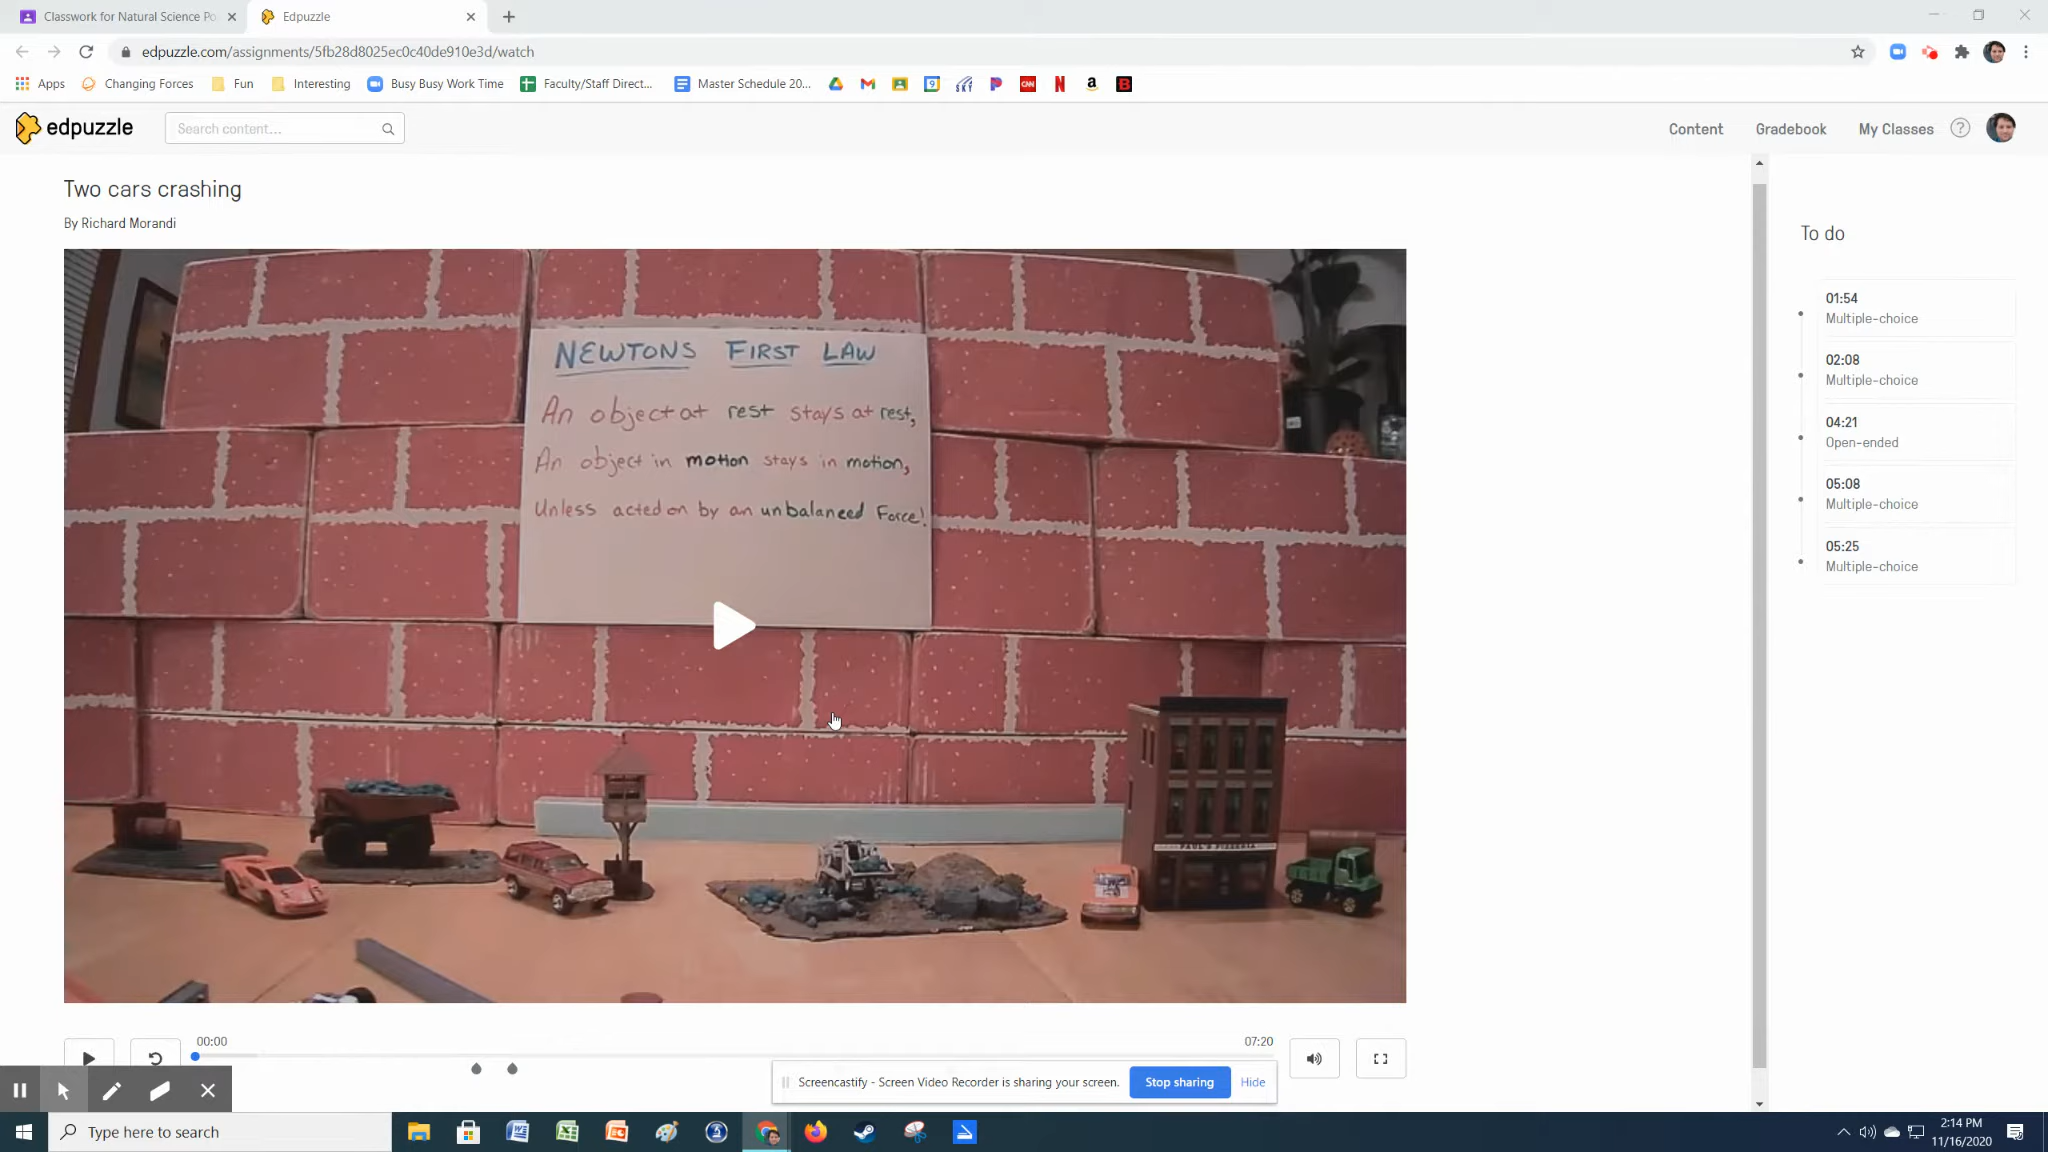 Classwork for Natural Science Po
Edpuzzle
edpuzzle.com/assignments/5fb28d8025ec0c40de910e3d/watch
Apps
Changing Forces
Fun
Interesting
Busy Busy Work Time
Faculty/Staff Direct...
Master Schedule 20...
CNN
edpuzzle
Search content...
Content
Gradebook
My Classes
Two cars crashing
By Richard Morandi
NEWTONS FIRST LAW
An object at rest stays at rest,
An object in motion stays in motion,
Unless acted on by an unbalanced Force!
PAUL'S PIZZERIA
To do
01:54
Multiple-choice
02:08
Multiple-choice
04:21
Open-ended
05:08
Multiple-choice
05:25
Multiple-choice
00:00
07:20
Screencastify - Screen Video Recorder is sharing your screen.
Stop sharing
Hide
Type here to search
2:14 PM
11/16/2020